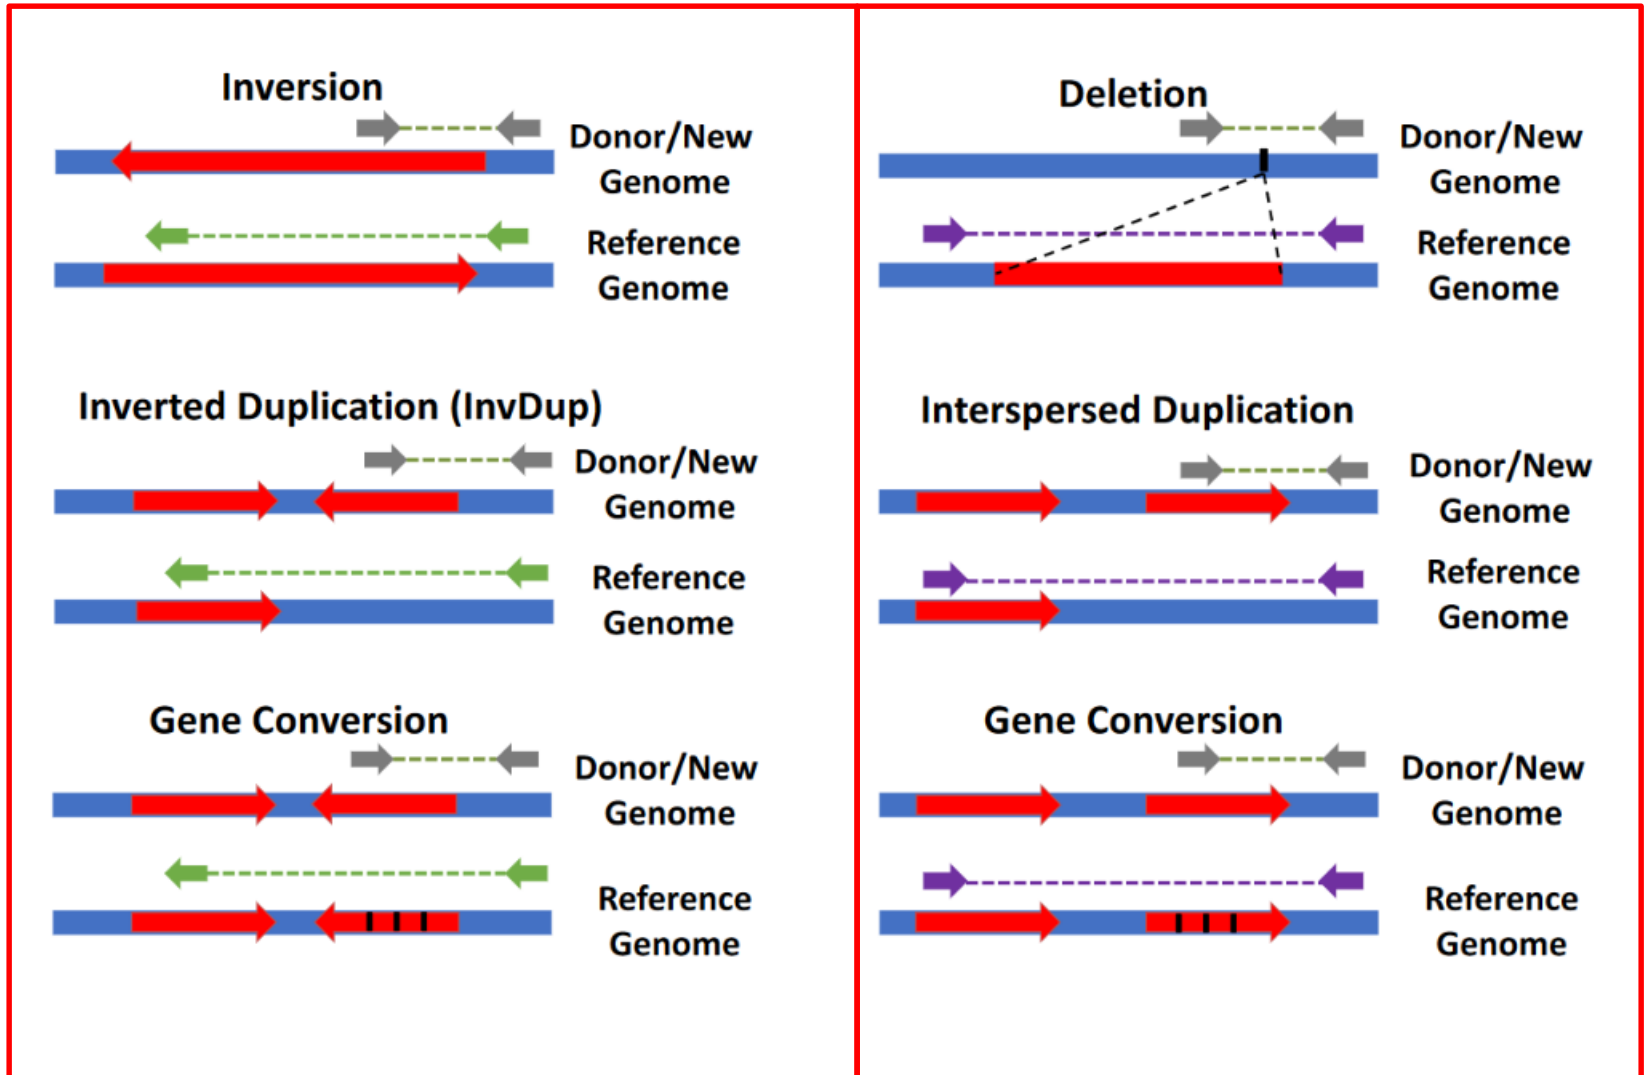 Inversion
Donor/New
Genome
Reference
Genome
Inverted Duplication (InvDup)
Donor/New
Genome
Reference
Genome
Gene Conversion
Donor/New
Genome
Reference
Genome
Deletion
Donor/New
Genome
Reference
Genome
Interspersed Duplication
Donor/New
Genome
Reference
Genome
Gene Conversion
Donor/New
Genome
Reference
Genome